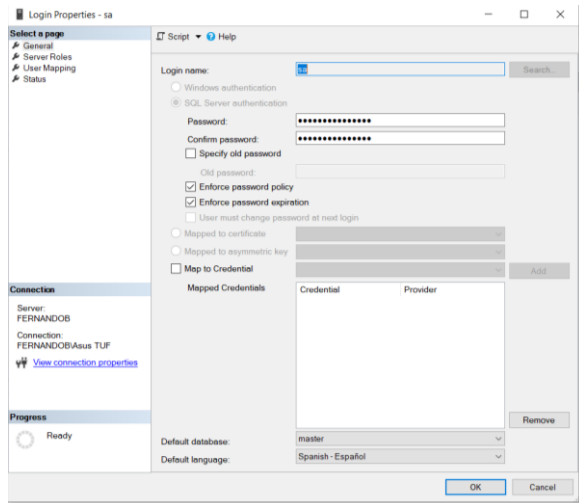 Login Properties - sa
Select a page
General
Server Roles
User Mapping
Status
Script
Help
Login name:
sa
Search...
Windows authentication
SQL Server authentication
Password:
•••••••••••••••
Confirm password:
•••••••••••••••
Specify old password
Old password:
Enforce password policy
Enforce password expiration
User must change password at next login
Mapped to certificate
Mapped to asymmetric key
Map to Credential
Add
Mapped Credentials
Credential Provider
Remove
Default database:
master
Default language:
Spanish - Español
Connection
Server:
FERNANDOB
Connection:
FERNANDOB\Asus TUF
View connection properties
Progress
Ready
OK
Cancel